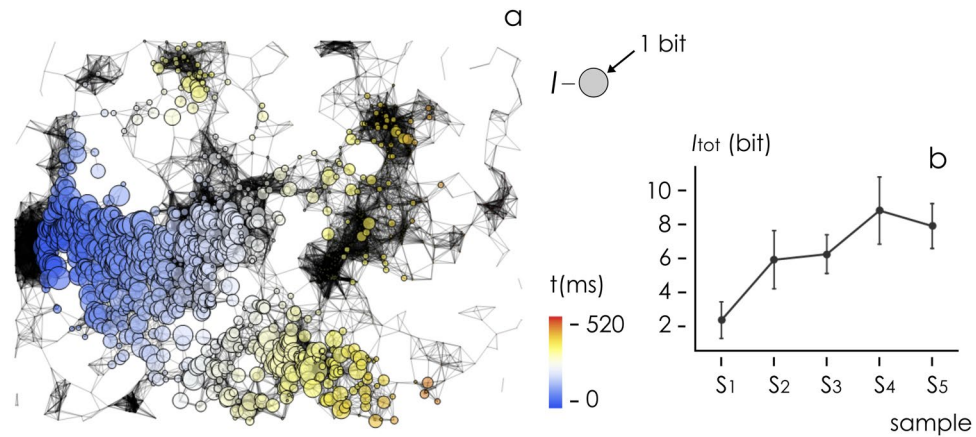 a
1 bit
I
Itot (bit)
b
10
8
6
4
2
S1 S2 S3 S4 S5
sample
t(ms)
520
0